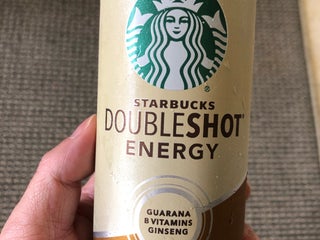 STARBUCKS
DOUBLESHOT®
ENERGY
GUARANA
B VITAMINS
GINSENG